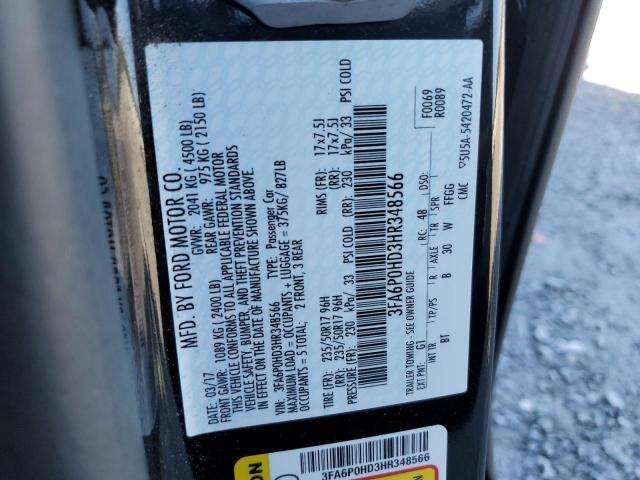 MFD. BY FORD MOTOR CO.
03/17 GVWR: 2041 KG ( 4500 LB)
FRONT GAWR: 1089 KG (2400 LB) REAR GAWR: 975 KG ( 2150 LB)
THIS VEHICLE CONFORMS TO ALL APPLICABLE FEDERAL MOTOR
VEHICLE SAFETY, BUMPER, AND THEFT PREVENTION STANDARDS
IN EFFECT ON THE DATE OF MANUFACTURE SHOWN ABOVE.
VIN: 3FA6P0HD3HR348566 TYPE: Passenger Car
MAXIMUM LOAD = OCCUPANTS + LUGGAGE = 375KG/ 827LB
OCCUPANTS = 5 TOTAL; 2 FRONT, 3 REAR
TIRE (FR): 235/50R17 96H RIMS (FR): 17x7.5J
(RR): 235/50R17 96H (RR): 17x7.5J
PRESSURE (FR): 230 kPa/ 33 PSI COLD (RR): 230 kPa/ 33 PSI COLD
3FA6P0HD3HR348566
F0069
R0089
TRAILER TOWING - SEE OWNER GUIDE
EXT PNT: G1 RC: 48 DSO:
INT TR TP/PS R AXLE TR SPR
BT B 30 W FFGG
CMC 5U5A-5420472-AA
3FA6P0HD3HR348566